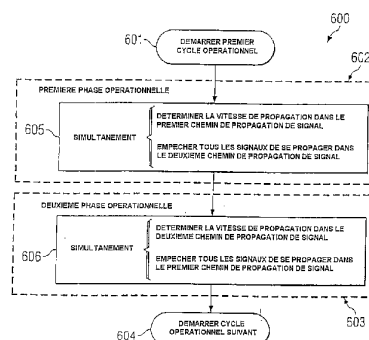 600
601
DEMARRER PREMIER
CYCLE OPERATIONNEL
602
PREMIERE PHASE OPERATIONNELLE
605
SIMULTANEMENT
DETERMINER LA VITESSE DE PROPAGATION DANS LE
PREMIER CHEMIN DE PROPAGATION DE SIGNAL
EMPECHER TOUS LES SIGNAUX DE SE PROPAGER DANS
LE DEUXIEME CHEMIN DE PROPAGATION DE SIGNAL
DEUXIEME PHASE OPERATIONNELLE
606
SIMULTANEMENT
DETERMINER LA VITESSE DE PROPAGATION DANS LE
DEUXIEME CHEMIN DE PROPAGATION DE SIGNAL
EMPECHER TOUS LES SIGNAUX DE SE PROPAGER DANS
LE PREMIER CHEMIN DE PROPAGATION DE SIGNAL
603
604
DEMARRER CYCLE
OPERATIONNEL SUIVANT